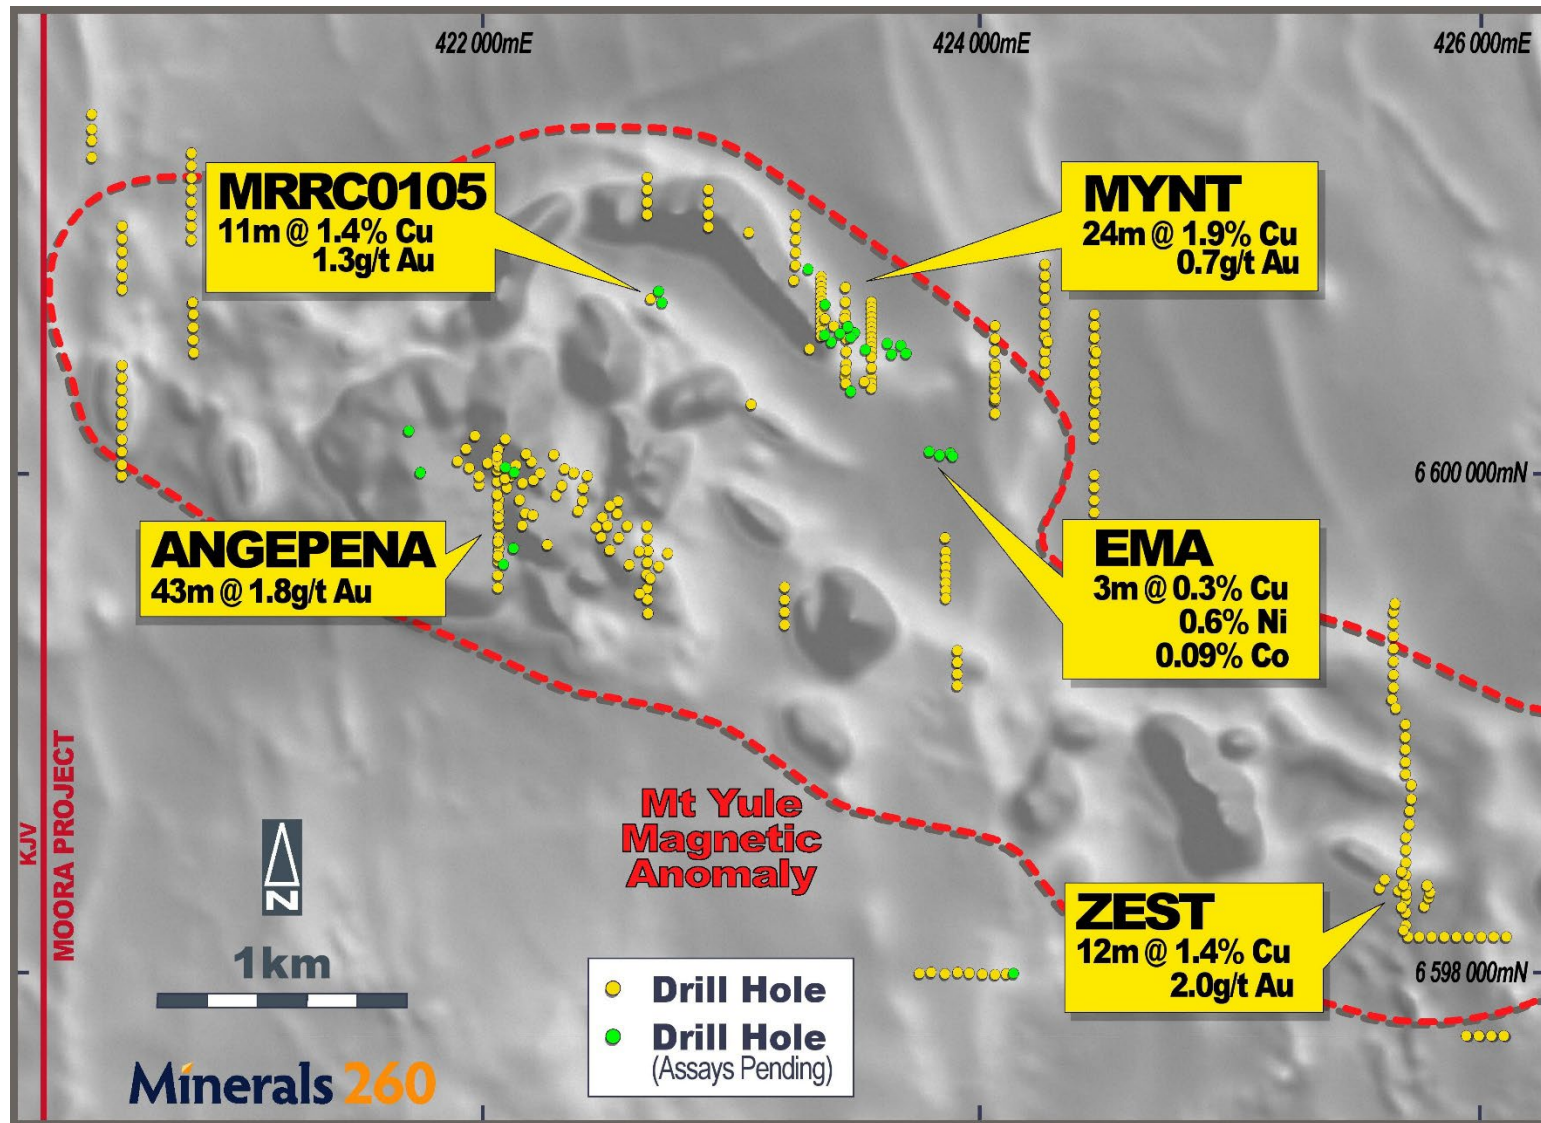 422 000mE
424 000mE
426 000mE
MRRC0105
11m @ 1.4% Cu
1.3g/t Au
MYNT
24m @ 1.9% Cu
0.7g/t Au
6 600 000mN
ANGEPENA
43m @ 1.8g/t Au
EMA
3m @ 0.3% Cu
0.6% Ni
0.09% Co
KJV
MOORA PROJECT
Mt Yule
Magnetic
Anomaly
N
1km
ZEST
12m @ 1.4% Cu
2.0g/t Au
6 598 000mN
Drill Hole
Drill Hole
(Assays Pending)
Minerals 260